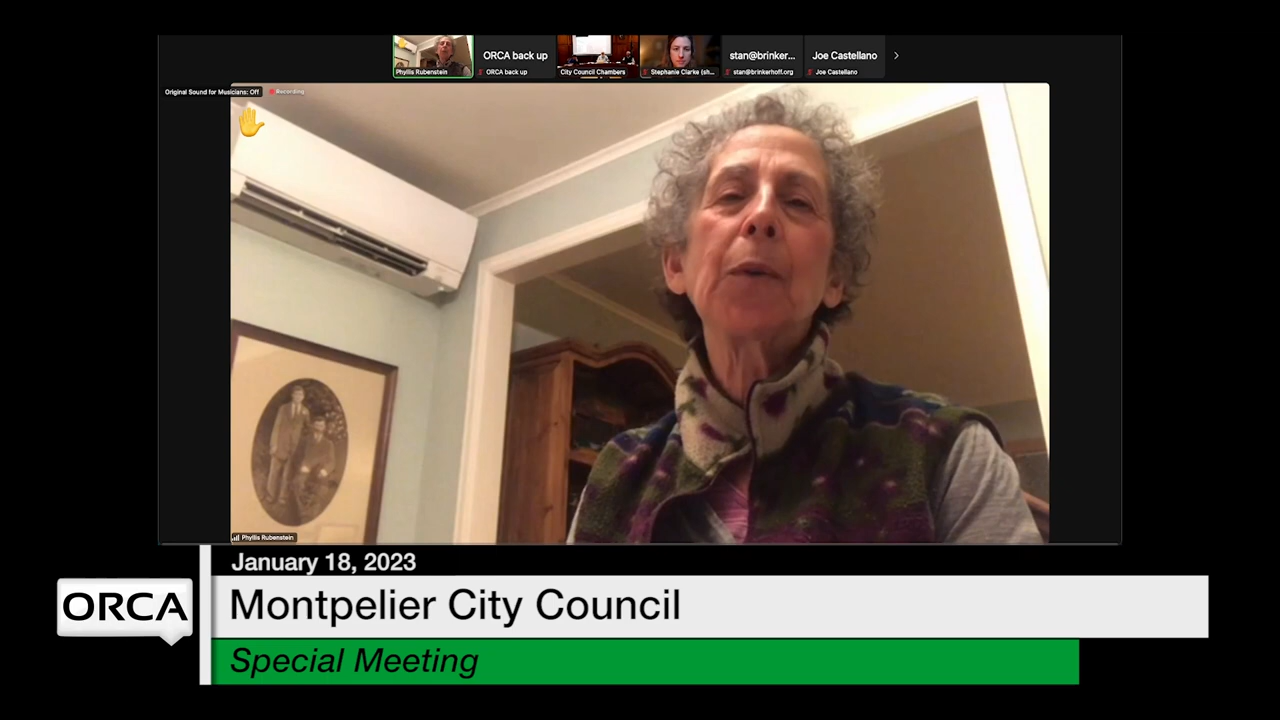 ORCA back up
stan@brinker...
Joe Castellano
Phyllis Rubenstein
ORCA back up
City Council Chambers
Stephanie Clarke (sh...
stan@brinkerhoff.org
Joe Castellano
Original Sound for Musicians: Off
Recording
Phyllis Rubenstein
January 18, 2023
ORCA
Montpelier City Council
Special Meeting